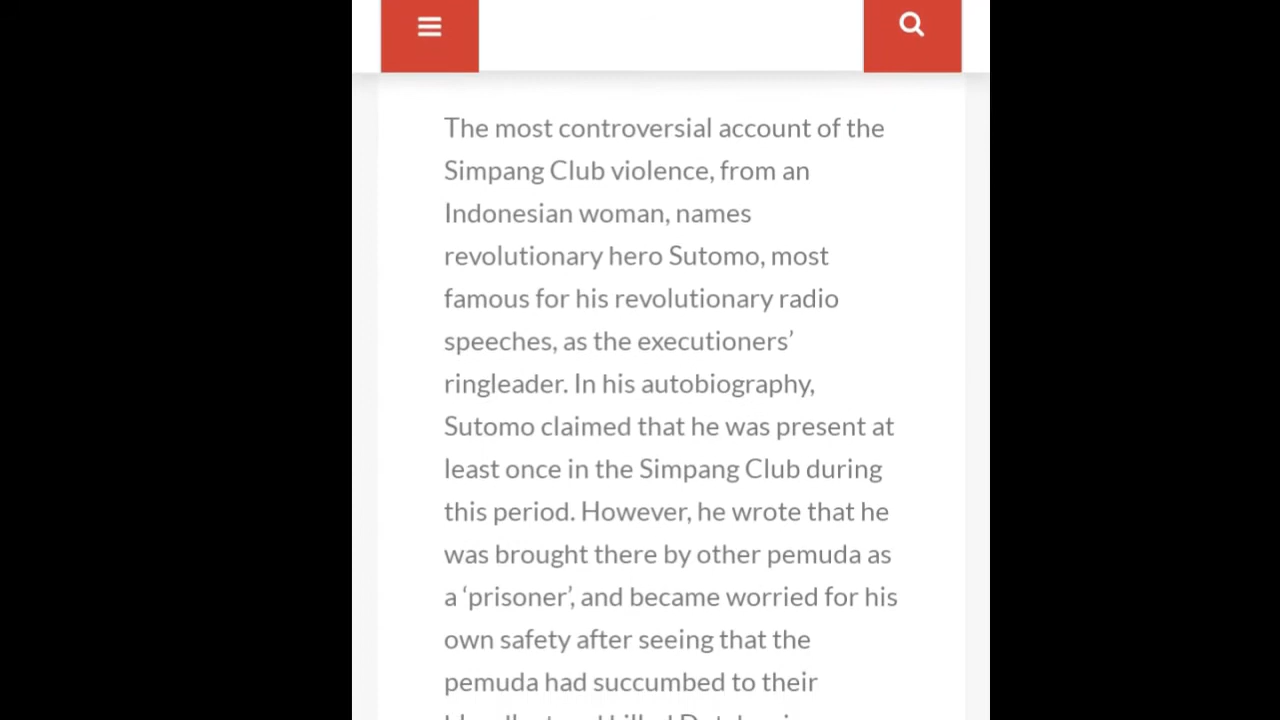 The most controversial account of the
Simpang Club violence, from an
Indonesian woman, names
revolutionary hero Sutomo, most
famous for his revolutionary radio
speeches, as the executioners’
ringleader. In his autobiography,
Sutomo claimed that he was present at
least once in the Simpang Club during
this period. However, he wrote that he
was brought there by other pemuda as
a ‘prisoner’, and became worried for his
own safety after seeing that the
pemuda had succumbed to their